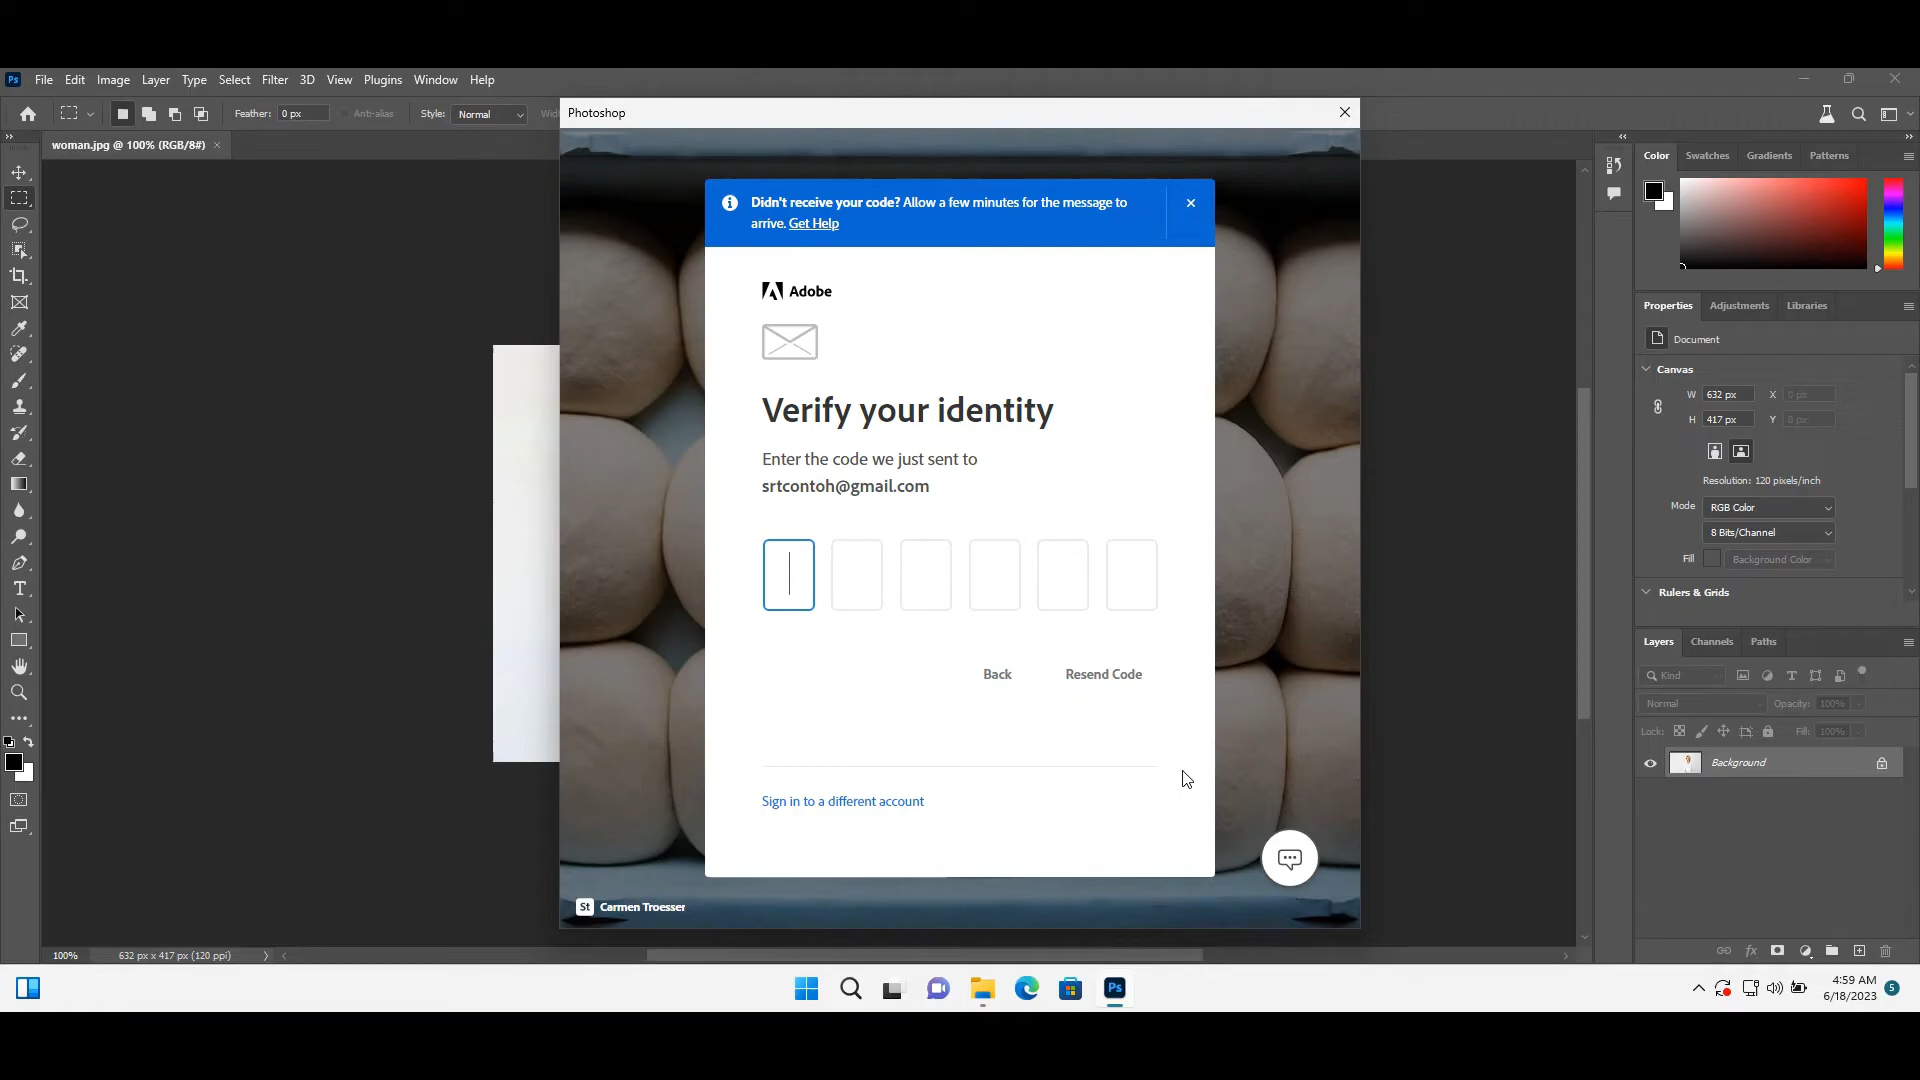 Ps File Edit Image Layer Type Select Filter 3D View Plugins Window Help
Feather: 0 px Anti-alias Style: Normal
Photoshop
woman.jpg @ 100% (RGB/8#)
Didn't receive your code? Allow a few minutes for the message to
arrive. Get Help
Adobe
Verify your identity
Enter the code we just sent to
srtcontoh@gmail.com
Back Resend Code
Sign in to a different account
St Carmen Troesser
Color Swatches Gradients Patterns
Properties Adjustments Libraries
Document
Canvas
W 632 px X 0 px
H 417 px Y 0 px
Resolution: 120 pixels/inch
Mode RGB Color
8 Bits/Channel
Fill Background Color
Rulers & Grids
Layers Channels Paths
Kind
Normal Opacity: 100%
Lock: Fill: 100%
Background
fx
100% 632 px x 417 px (120 ppi)
Ps
4:59 AM
6/18/2023 5